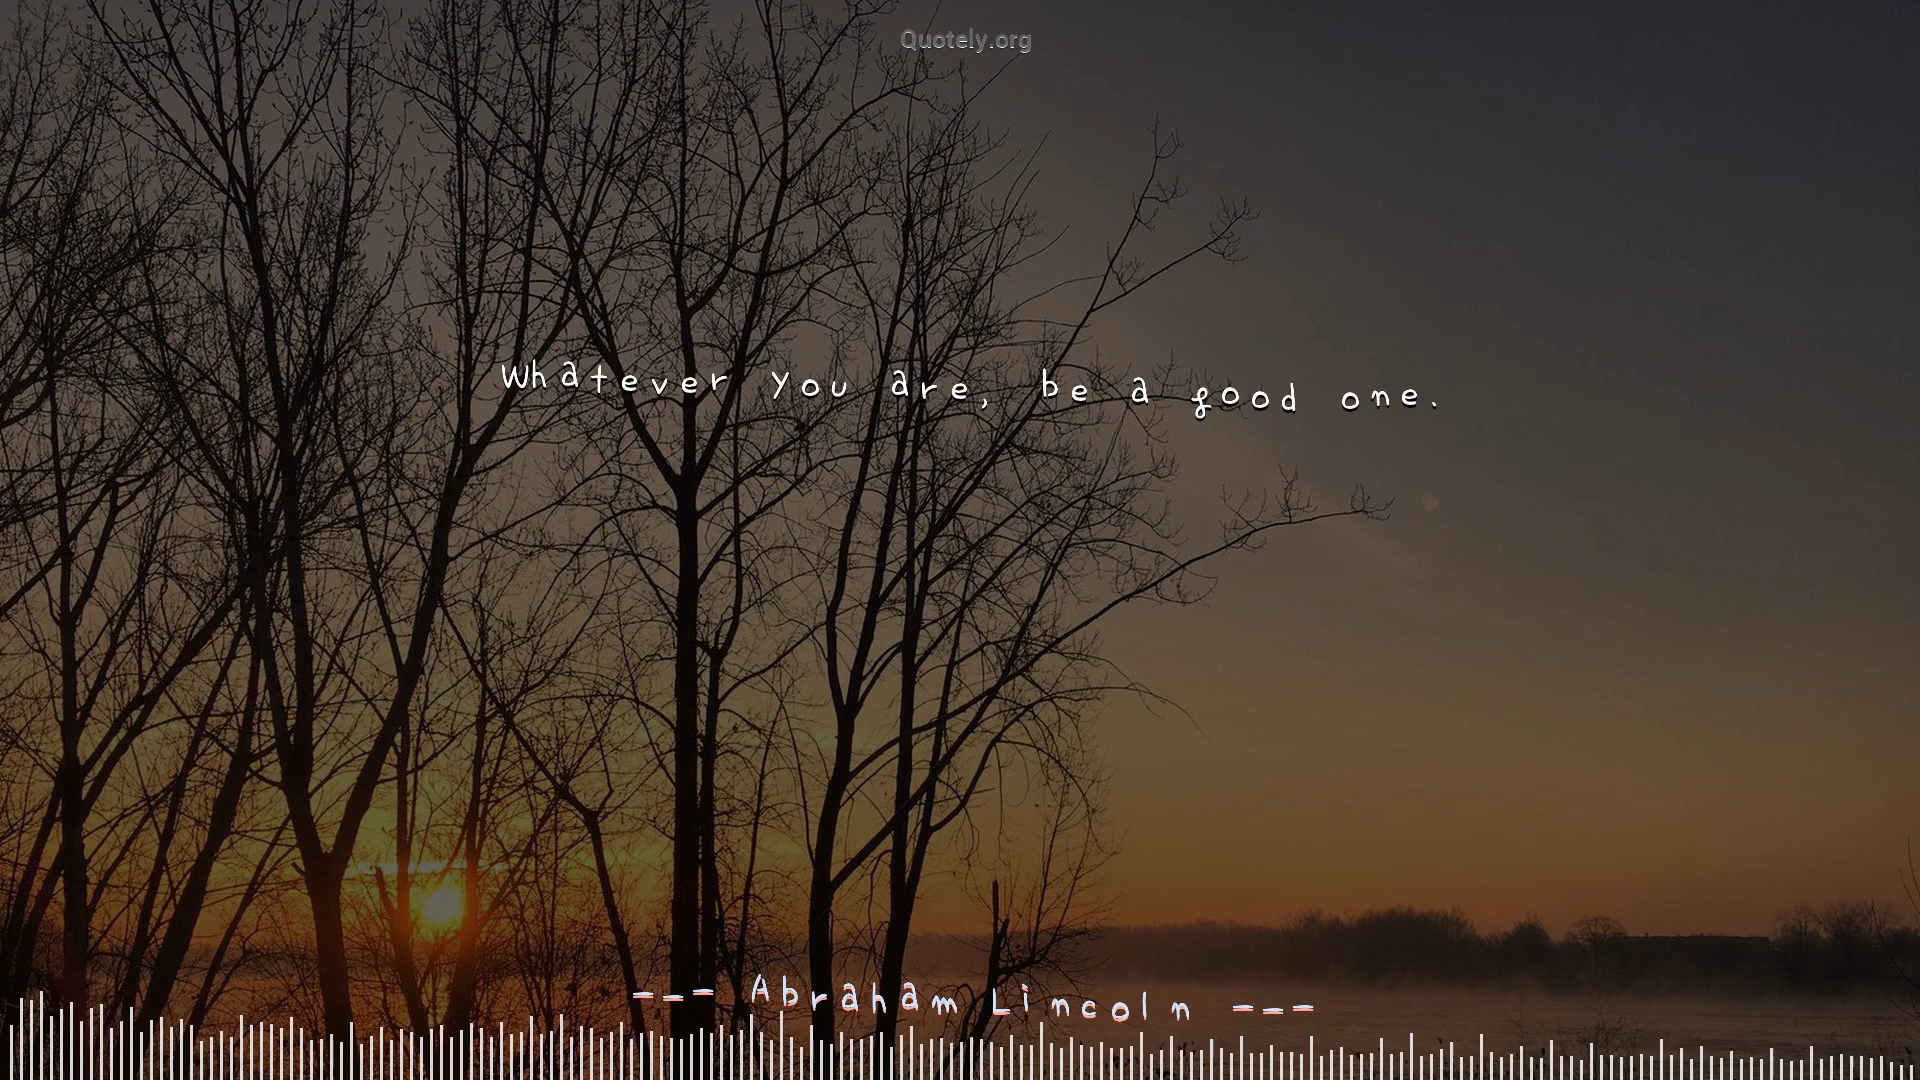 Quotely.org
Whatever you are, be a good one.
--- Abraham Lincoln ---